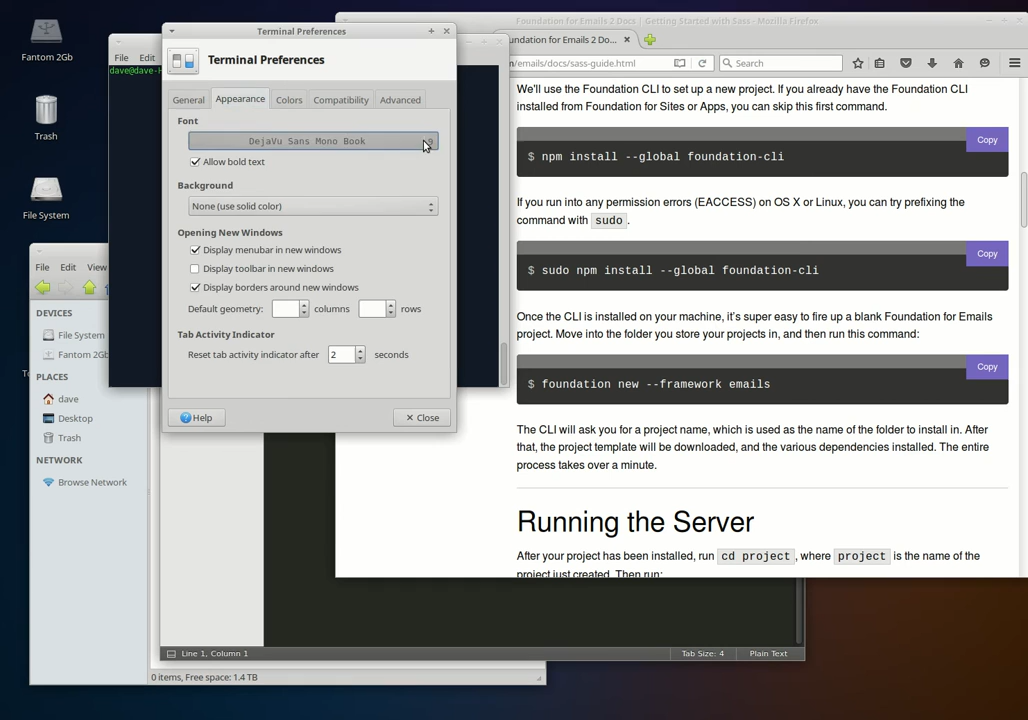 Fantom 2Gb
Trash
File System
File Edit View
DEVICES
File System
Fantom 2Gb
PLACES
dave
Desktop
Trash
NETWORK
Browse Network
0 items, Free space: 1.4 TB
File Edit
Terminal Preferences
Terminal Preferences
General Appearance Colors Compatibility Advanced
Font
DejaVu Sans Mono Book
Allow bold text
Background
None (use solid color)
Opening New Windows
Display menubar in new windows
Display toolbar in new windows
Display borders around new windows
Default geometry: columns rows
Tab Activity Indicator
Reset tab activity indicator after 2 seconds
Help Close
Foundation for Emails 2 Docs | Getting Started with Sass - Mozilla Firefox
undation for Emails 2 Do...
m/emails/docs/sass-guide.html
Search
We'll use the Foundation CLI to set up a new project. If you already have the Foundation CLI
installed from Foundation for Sites or Apps, you can skip this first command.
Copy
$ npm install --global foundation-cli
If you run into any permission errors (EACCESS) on OS X or Linux, you can try prefixing the
command with sudo.
Copy
$ sudo npm install --global foundation-cli
Once the CLI is installed on your machine, it's super easy to fire up a blank Foundation for Emails
project. Move into the folder you store your projects in, and then run this command:
Copy
$ foundation new --framework emails
The CLI will ask you for a project name, which is used as the name of the folder to install in. After
that, the project template will be downloaded, and the various dependencies installed. The entire
process takes over a minute.
Running the Server
After your project has been installed, run cd project, where project is the name of the
project just created. Then run:
Line 1, Column 1
Tab Size: 4 Plain Text